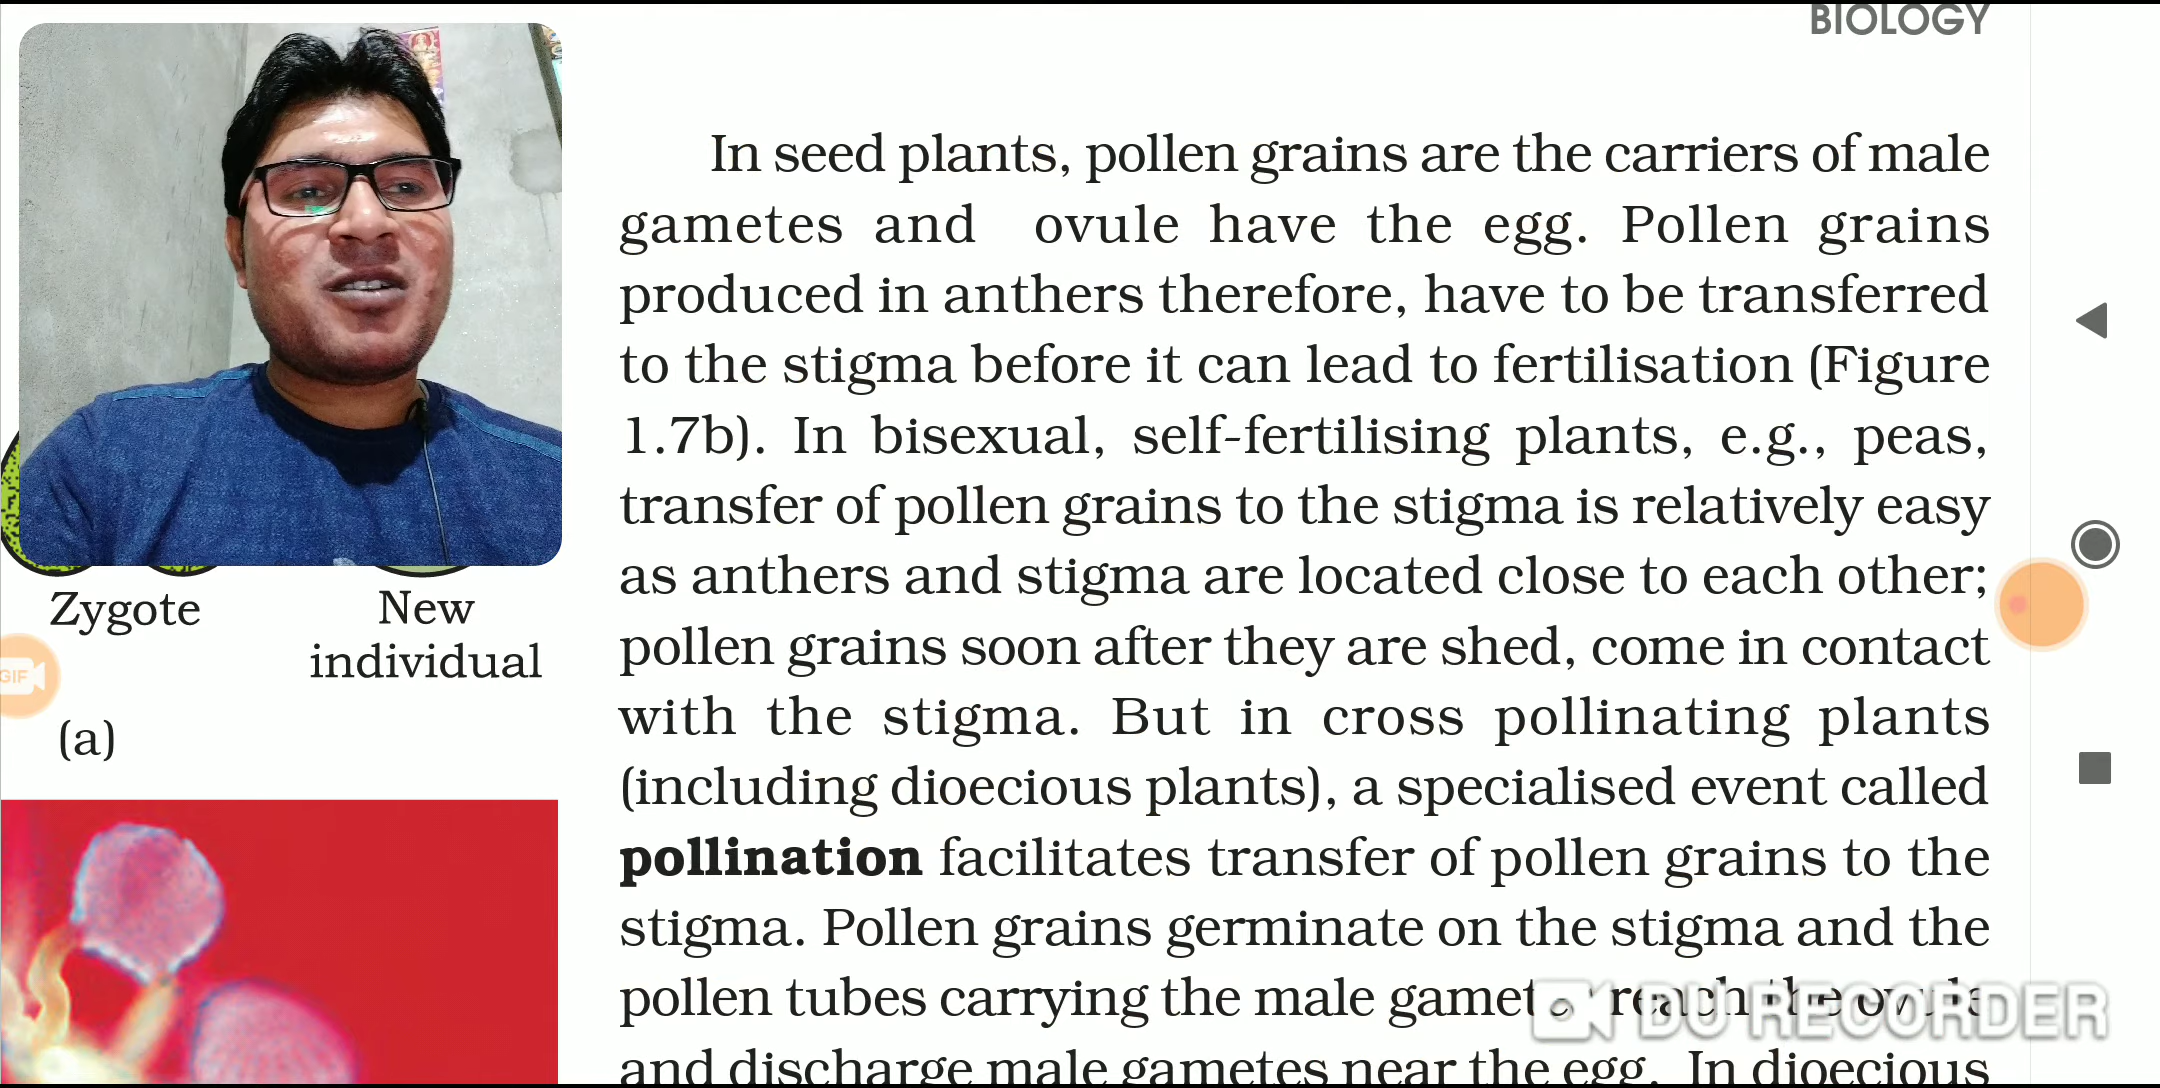 BIOLOGY
In seed plants, pollen grains are the carriers of male
gametes and ovule have the egg. Pollen grains
produced in anthers therefore, have to be transferred
to the stigma before it can lead to fertilisation (Figure
1.7b). In bisexual, self-fertilising plants, e.g., peas,
transfer of pollen grains to the stigma is relatively easy
as anthers and stigma are located close to each other;
pollen grains soon after they are shed, come in contact
with the stigma. But in cross pollinating plants
(including dioecious plants), a specialised event called
pollination facilitates transfer of pollen grains to the
stigma. Pollen grains germinate on the stigma and the
pollen tubes carrying the male gametes reach the ovule
and discharge male gametes near the egg. In dioecious
Zygote
New
individual
(a)
GIF
DU RECORDER